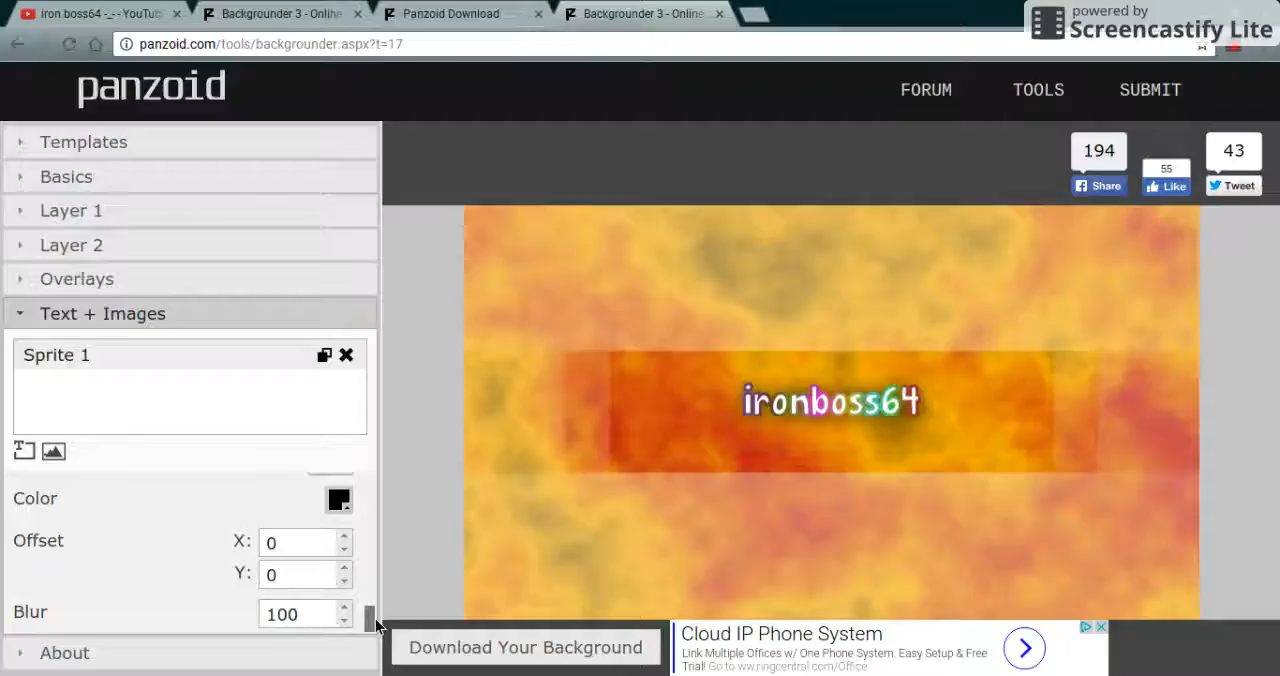 iron boss64 -_- - YouTub
Backgrounder 3 - Online
Panzoid Download
Backgrounder 3 - Online
powered by
Screencastify Lite
panzoid.com/tools/backgrounder.aspx?t=17
panzoid
FORUM
TOOLS
SUBMIT
Templates
Basics
Layer 1
Layer 2
Overlays
Text + Images
Sprite 1
Color
Offset
X: 0
Y: 0
Blur
100
About
194
55
43
Share
Like
Tweet
ironboss64
Download Your Background
Cloud IP Phone System
Link Multiple Offices w/ One Phone System. Easy Setup & Free
Trial! Go to ww.ringcentral.com/Office